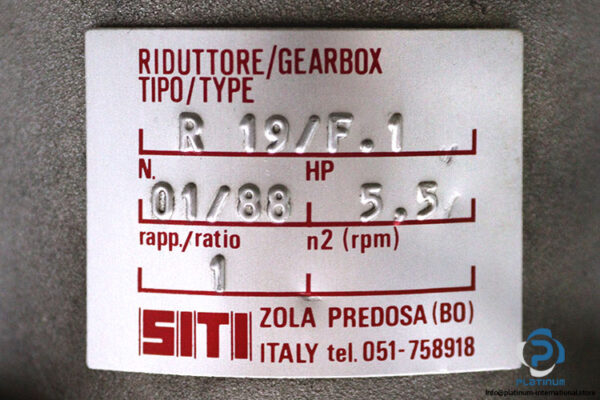 RIDUTTORE/GEARBOX
TIPO/TYPE
R 19/F.1
N. HP
01/88 5,5
rapp./ratio n2 (rpm)
1
SITI ZOLA PREDOSA (BO)
ITALY tel. 051-758918
PLATINUM
info@platinum-international.store